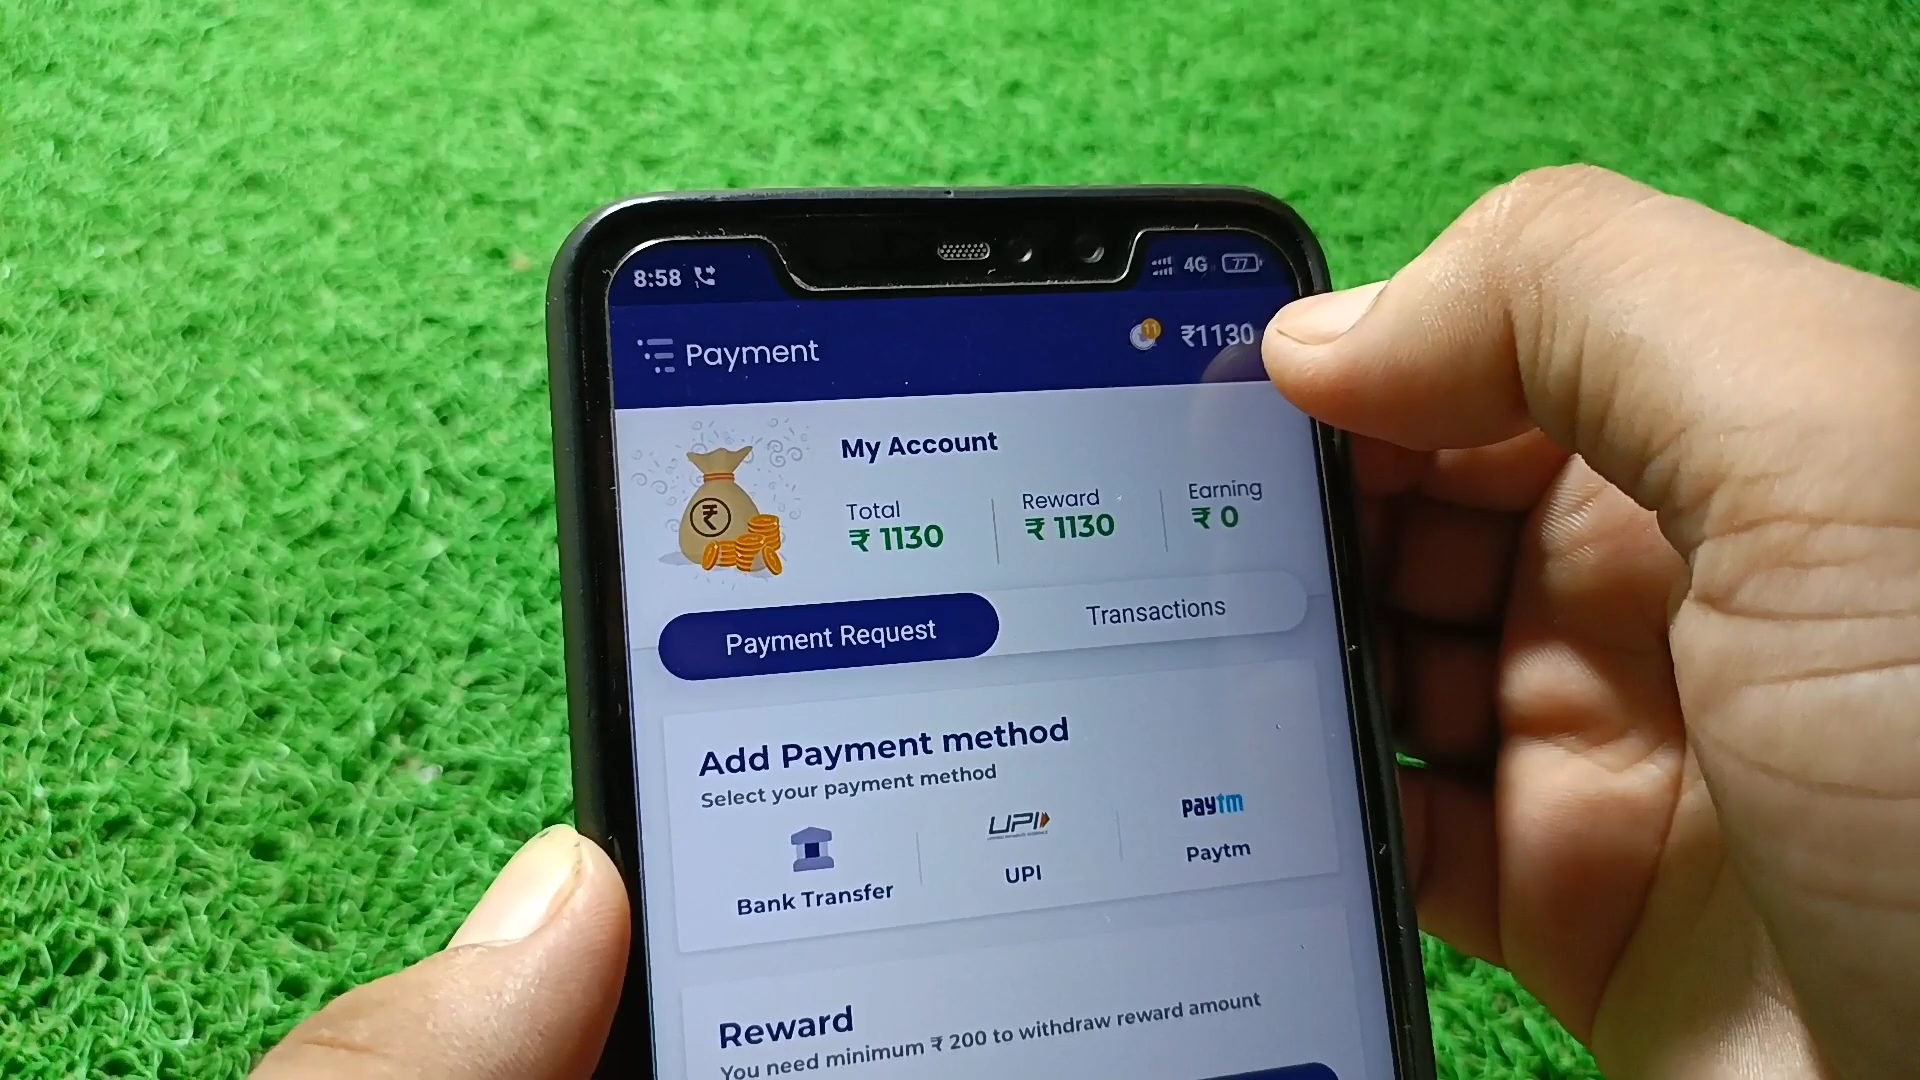 8:58
4G 77
Payment
11 ₹1130
My Account
Total Reward Earning
₹ 1130 ₹ 1130 ₹ 0
Payment Request Transactions
Add Payment method
Select your payment method
UPI paytm
Bank Transfer UPI Paytm
Reward
You need minimum ₹ 200 to withdraw reward amount